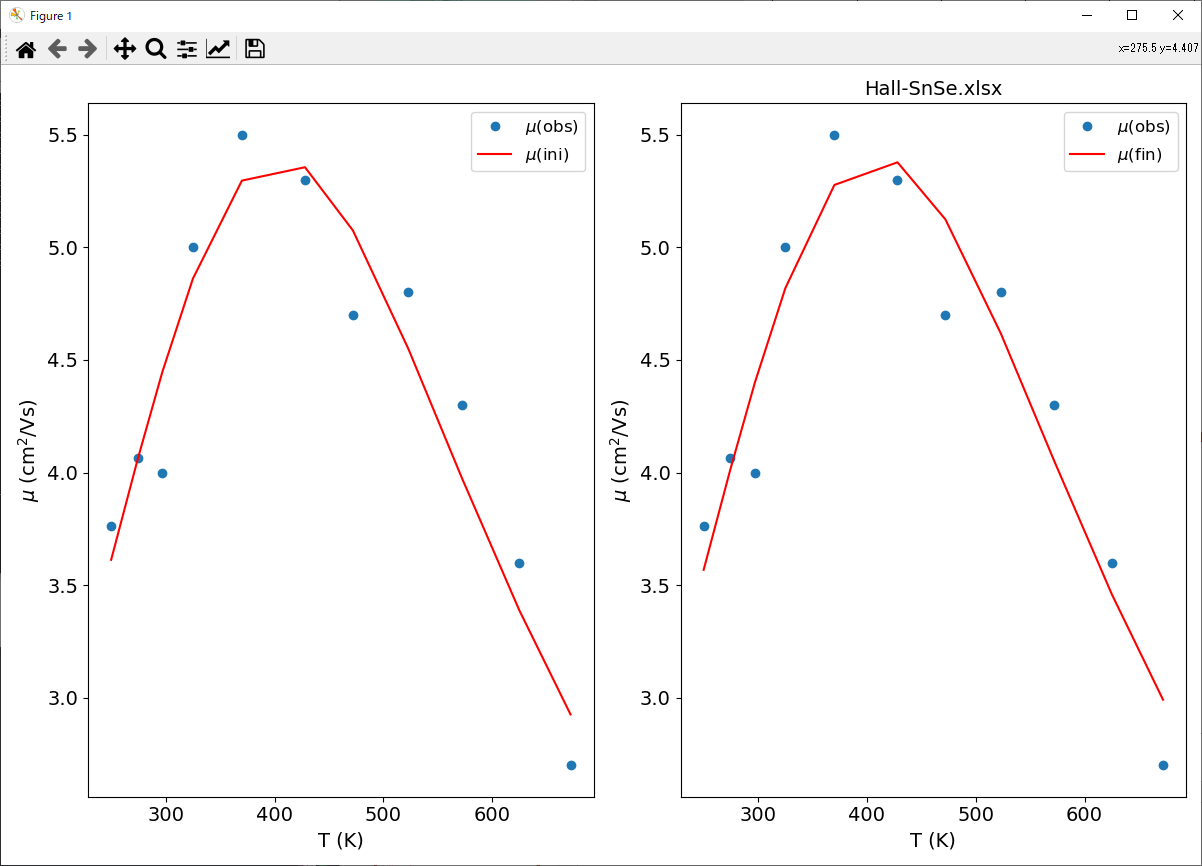 Figure 1
x=275.5 y=4.407
μ(obs)
μ(ini)
5.5
5.0
4.5
4.0
3.5
3.0
μ (cm²/Vs)
300 400 500 600
T (K)
Hall-SnSe.xlsx
μ(obs)
μ(fin)
5.5
5.0
4.5
4.0
3.5
3.0
μ (cm²/Vs)
300 400 500 600
T (K)